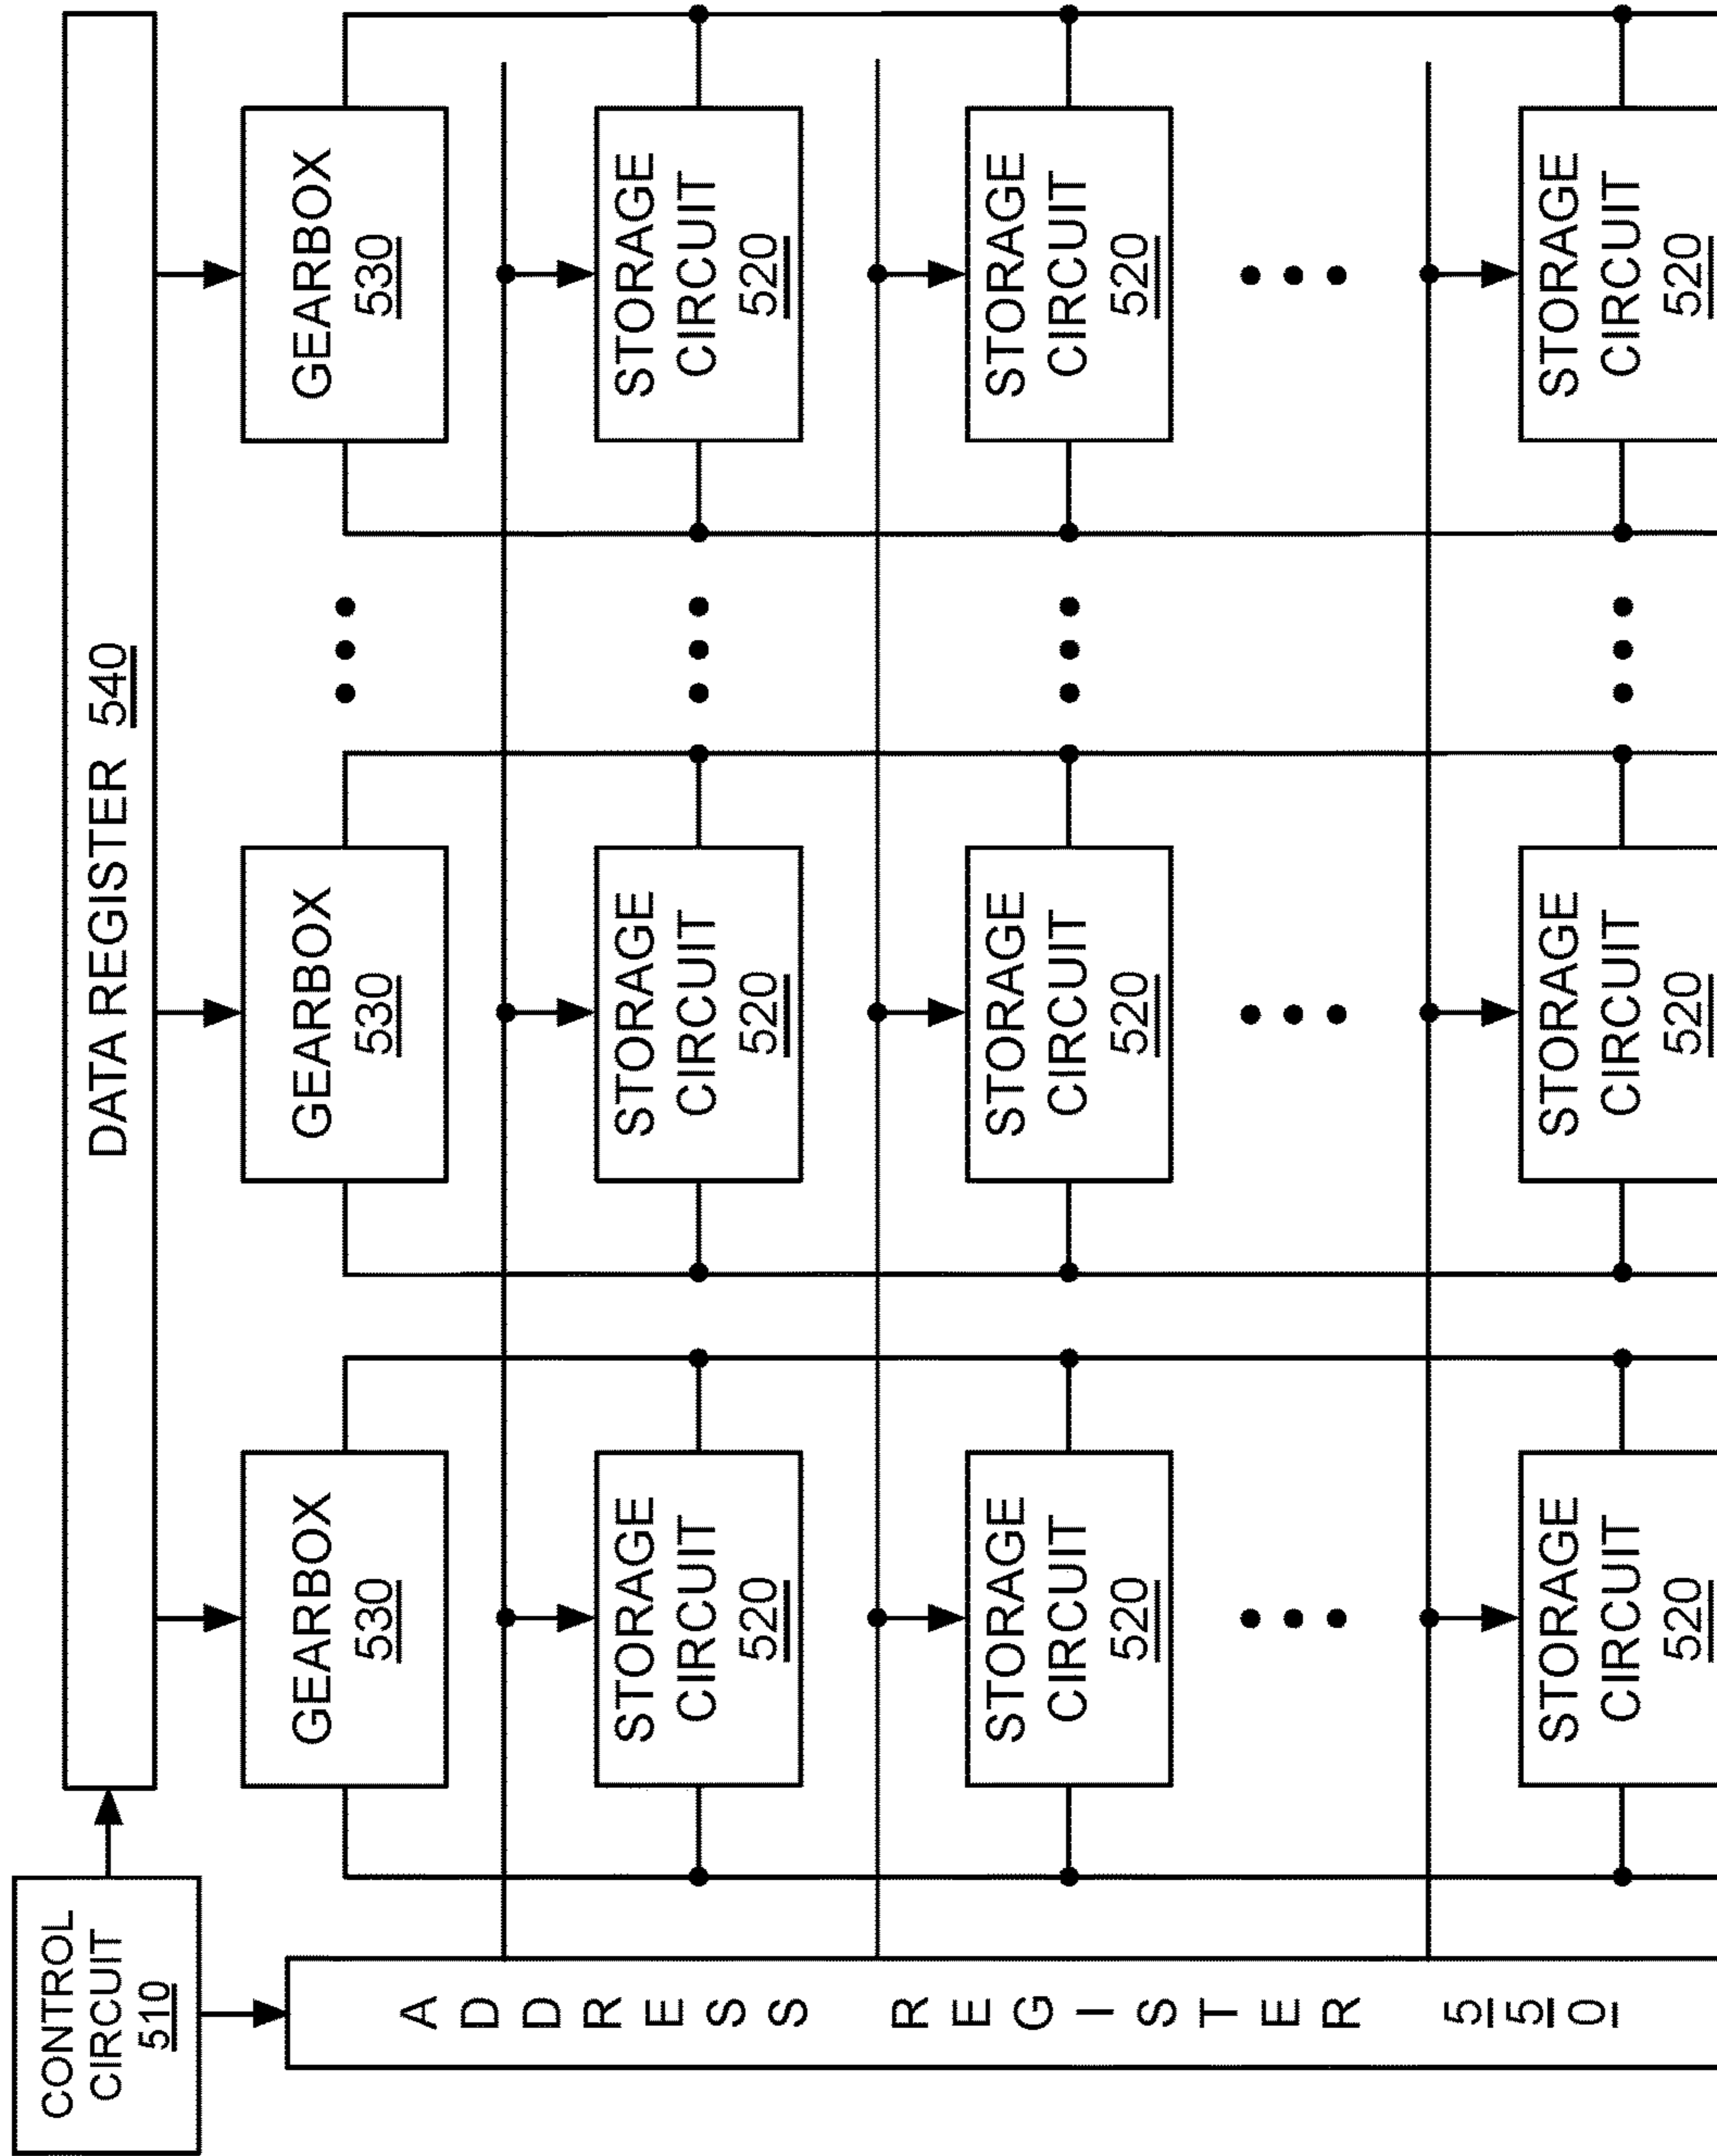 CONTROL
CIRCUIT
510
DATA REGISTER 540
GEARBOX
530
GEARBOX
530
GEARBOX
530
ADDRESS REGISTER 550
STORAGE
CIRCUIT
520
STORAGE
CIRCUIT
520
STORAGE
CIRCUIT
520
STORAGE
CIRCUIT
520
STORAGE
CIRCUIT
520
STORAGE
CIRCUIT
520
STORAGE
CIRCUIT
520
STORAGE
CIRCUIT
520
STORAGE
CIRCUIT
520